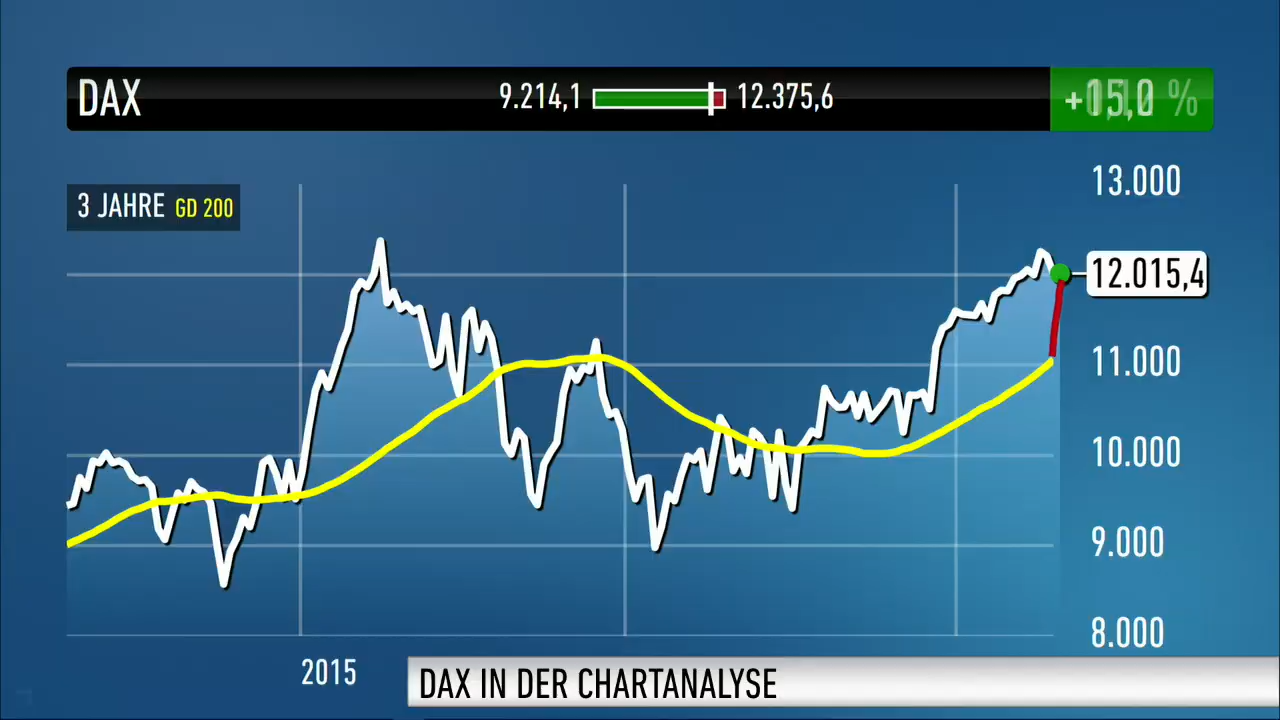 DAX 9.214,1 12.375,6
3 JAHRE GD 200
13.000
12.015,4
11.000
10.000
9.000
8.000
2015
DAX IN DER CHARTANALYSE